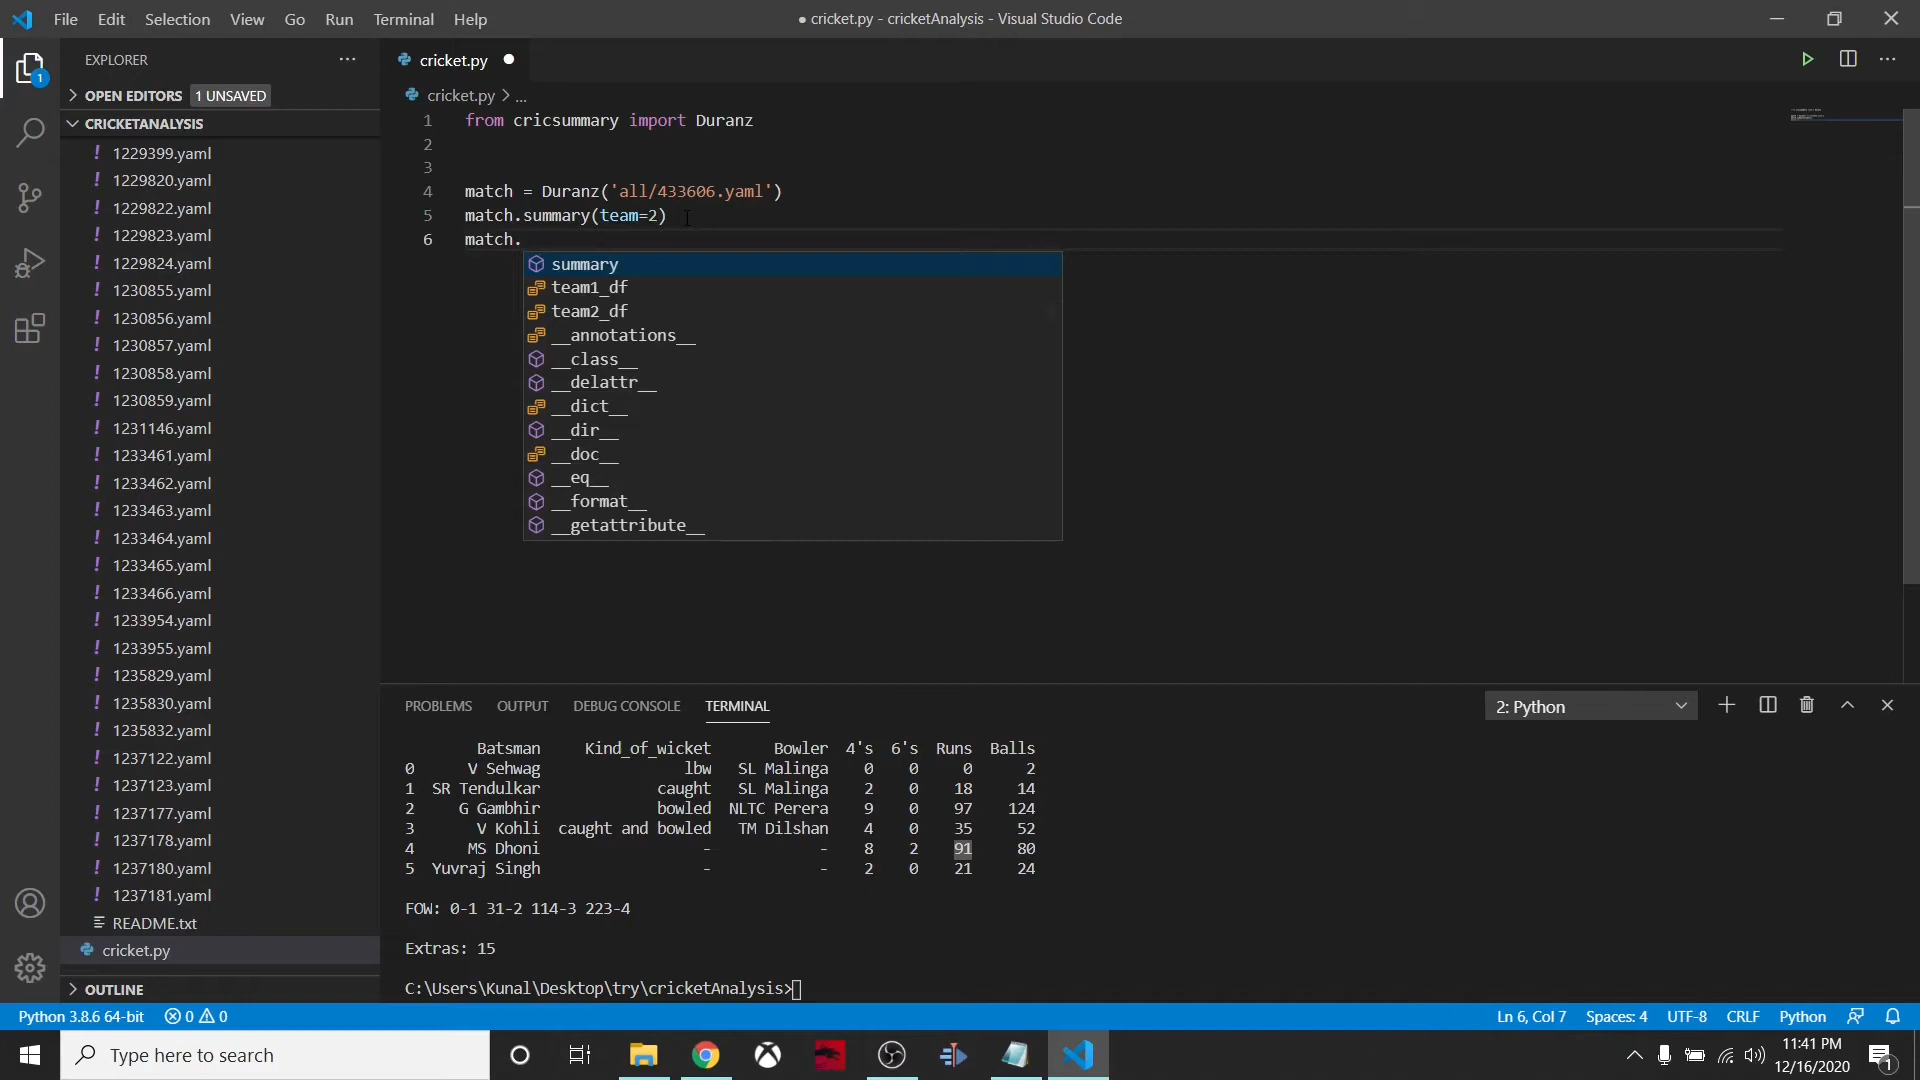 File Edit Selection View Go Run Terminal Help
● cricket.py - cricketAnalysis - Visual Studio Code
EXPLORER
OPEN EDITORS 1 UNSAVED
CRICKETANALYSIS
1229399.yaml
1229820.yaml
1229822.yaml
1229823.yaml
1229824.yaml
1230855.yaml
1230856.yaml
1230857.yaml
1230858.yaml
1230859.yaml
1231146.yaml
1233461.yaml
1233462.yaml
1233463.yaml
1233464.yaml
1233465.yaml
1233466.yaml
1233954.yaml
1233955.yaml
1235829.yaml
1235830.yaml
1235832.yaml
1237122.yaml
1237123.yaml
1237177.yaml
1237178.yaml
1237180.yaml
1237181.yaml
README.txt
cricket.py
OUTLINE
cricket.py
cricket.py > ...
1 from cricsummary import Duranz
2
3
4 match = Duranz('all/433606.yaml')
5 match.summary(team=2)
6 match.
summary
team1_df
team2_df
__annotations__
__class__
__delattr__
__dict__
__dir__
__doc__
__eq__
__format__
__getattribute__
PROBLEMS OUTPUT DEBUG CONSOLE TERMINAL
2: Python
Batsman Kind_of_wicket Bowler 4's 6's Runs Balls
0 V Sehwag lbw SL Malinga 0 0 0 2
1 SR Tendulkar caught SL Malinga 2 0 18 14
2 G Gambhir bowled NLTC Perera 9 0 97 124
3 V Kohli caught and bowled TM Dilshan 4 0 35 52
4 MS Dhoni - - 8 2 91 80
5 Yuvraj Singh - - 2 0 21 24
FOW: 0-1 31-2 114-3 223-4
Extras: 15
C:\Users\Kunal\Desktop\try\cricketAnalysis>
Python 3.8.6 64-bit 0 0
Ln 6, Col 7 Spaces: 4 UTF-8 CRLF Python
Type here to search
11:41 PM
12/16/2020
1